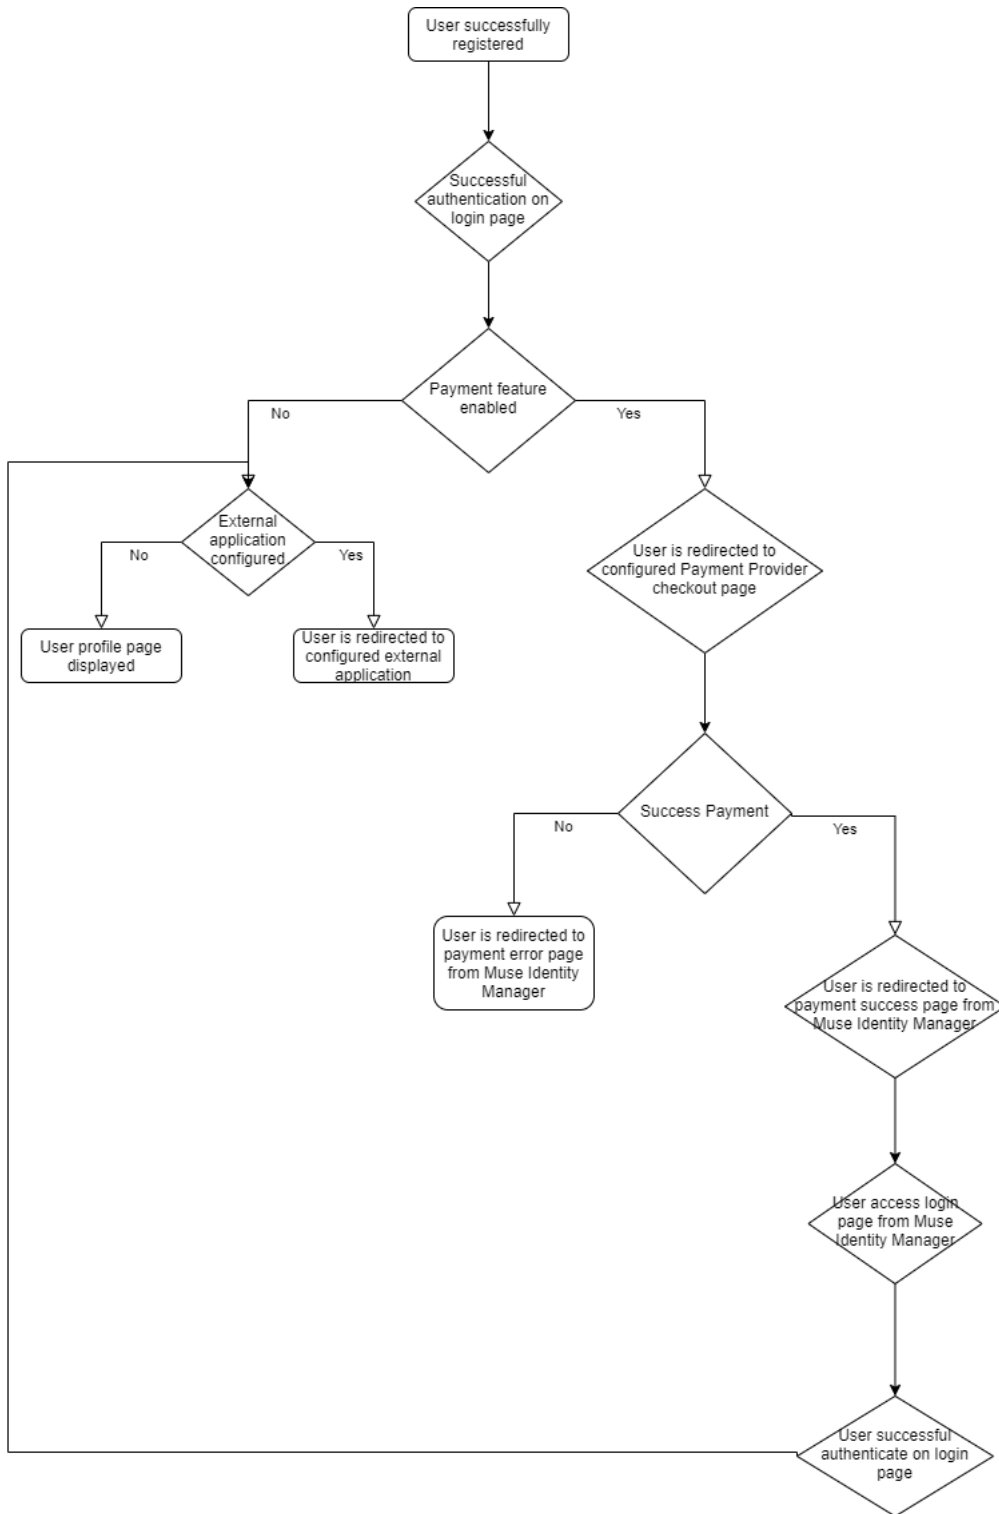 User successfully
registered
Successful
authentication on
login page
Payment feature
enabled
No
Yes
External
application
configured
No
Yes
User is redirected to
configured Payment Provider
checkout page
User profile page
displayed
User is redirected to
configured external
application
Success Payment
No
Yes
User is redirected to
payment error page
from Muse Identity
Manager
User is redirected to
payment success page from
Muse Identity Manager
User access login
page from Muse
Identity Manager
User successful
authenticate on login
page